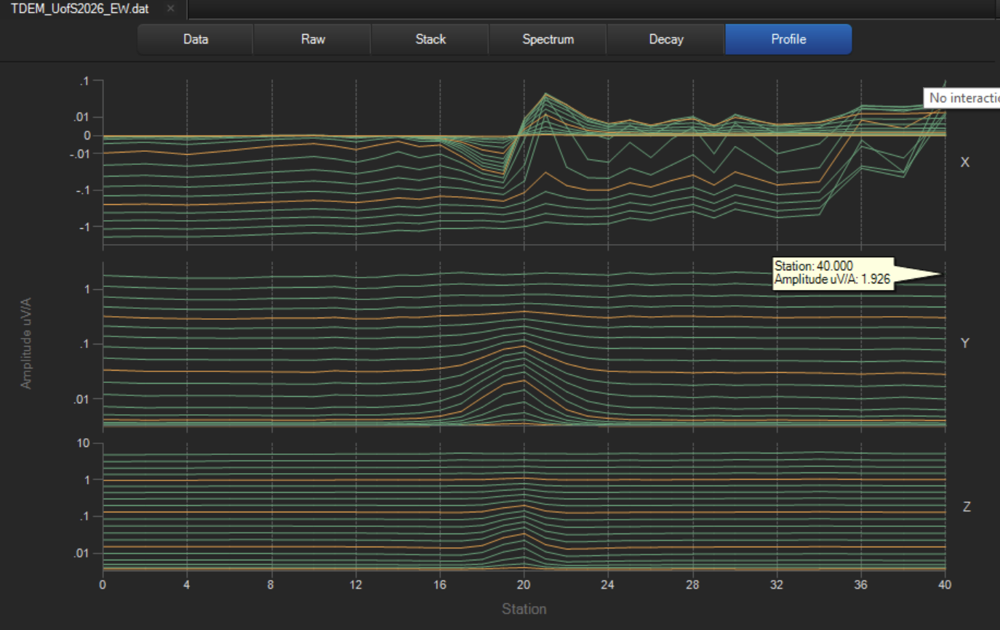 TDEM_UofS2026_EW.dat ×
Data Raw Stack Spectrum Decay Profile
.1
.01
0
-.01
-.1
-1
X
No interactic
Station: 40.000
Amplitude uV/A: 1.926
1
.1
.01
Y
Amplitude uV/A
10
1
.1
.01
Z
0 4 8 12 16 20 24 28 32 36 40
Station